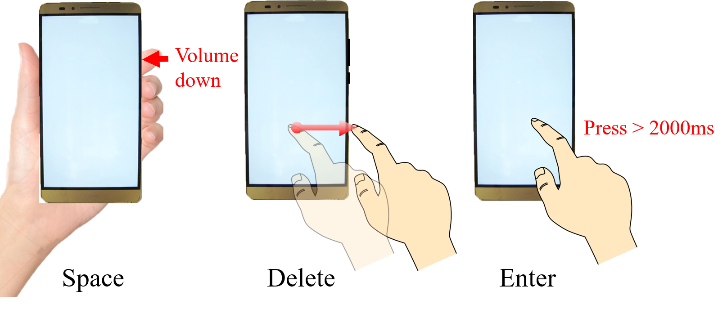 Volume
down
Press > 2000ms
Space
Delete
Enter